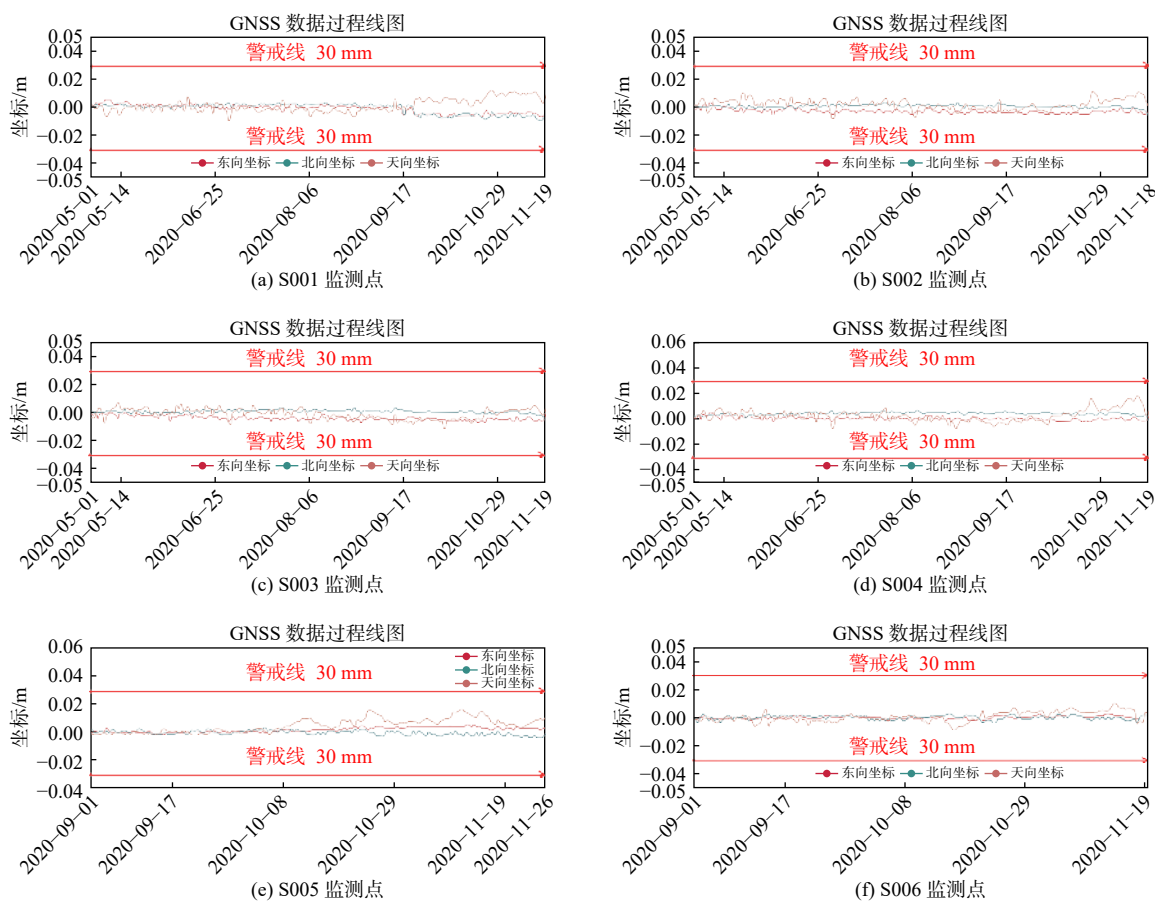 GNSS 数据过程线图
0.05
0.04
0.02
0.00
−0.02
−0.04
−0.05
坐标/m
警戒线 30 mm
警戒线 30 mm
东向坐标 北向坐标 天向坐标
2020−05−01
2020−05−14
2020−06−25
2020−08−06
2020−09−17
2020−10−29
2020−11−19
(a) S001 监测点
GNSS 数据过程线图
0.05
0.04
0.02
0.00
−0.02
−0.04
−0.05
坐标/m
警戒线 30 mm
警戒线 30 mm
东向坐标 北向坐标 天向坐标
2020−05−01
2020−05−14
2020−06−25
2020−08−06
2020−09−17
2020−10−29
2020−11−18
(b) S002 监测点
GNSS 数据过程线图
0.05
0.04
0.02
0.00
−0.02
−0.04
0.05
坐标/m
警戒线 30 mm
警戒线 30 mm
东向坐标 北向坐标 天向坐标
2020−05−01
2020−05−14
2020−06−25
2020−08−06
2020−09−17
2020−10−29
2020−11−19
(c) S003 监测点
GNSS 数据过程线图
0.06
0.04
0.02
0.00
−0.02
−0.04
0.05
坐标/m
警戒线 30 mm
警戒线 30 mm
东向坐标 北向坐标 天向坐标
2020−05−01
2020−05−14
2020−06−25
2020−08−06
2020−09−17
2020−10−29
2020−11−19
(d) S004 监测点
GNSS 数据过程线图
0.06
0.04
0.02
0.00
−0.02
−0.04
坐标/m
东向坐标
北向坐标
天向坐标
警戒线 30 mm
警戒线 30 mm
2020−09−01
2020−09−17
2020−10−08
2020−10−29
2020−11−19
2020−11−26
(e) S005 监测点
GNSS 数据过程线图
0.05
0.04
0.02
0.00
−0.02
−0.04
0.05
坐标/m
警戒线 30 mm
警戒线 30 mm
东向坐标 北向坐标 天向坐标
2020−09−01
2020−09−17
2020−10−08
2020−10−29
2020−11−19
(f) S006 监测点